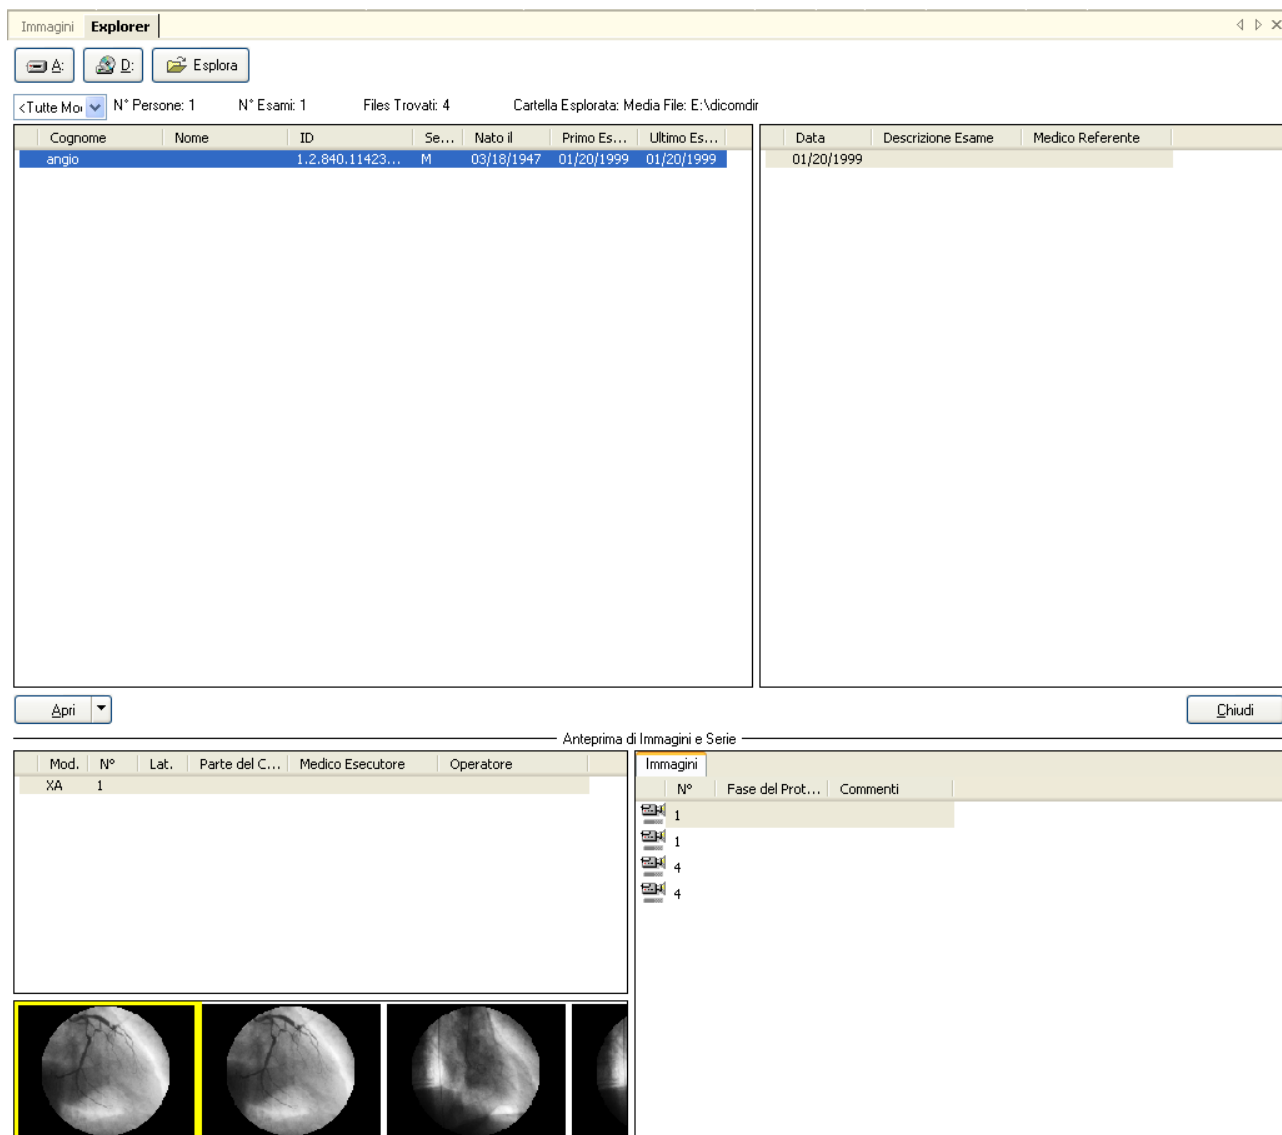 Immagini Explorer
A: D: Esplora
<Tutte Mo N° Persone: 1 N° Esami: 1 Files Trovati: 4 Cartella Esplorata: Media File: E:\dicomdir
Cognome Nome ID Se... Nato il Primo Es... Ultimo Es... Data Descrizione Esame Medico Referente
angio 1.2.840.11423... M 03/18/1947 01/20/1999 01/20/1999 01/20/1999
Apri Chiudi
Anteprima di Immagini e Serie
Mod. N° Lat. Parte del C... Medico Esecutore Operatore
XA 1
Immagini
N° Fase del Prot... Commenti
1
1
4
4